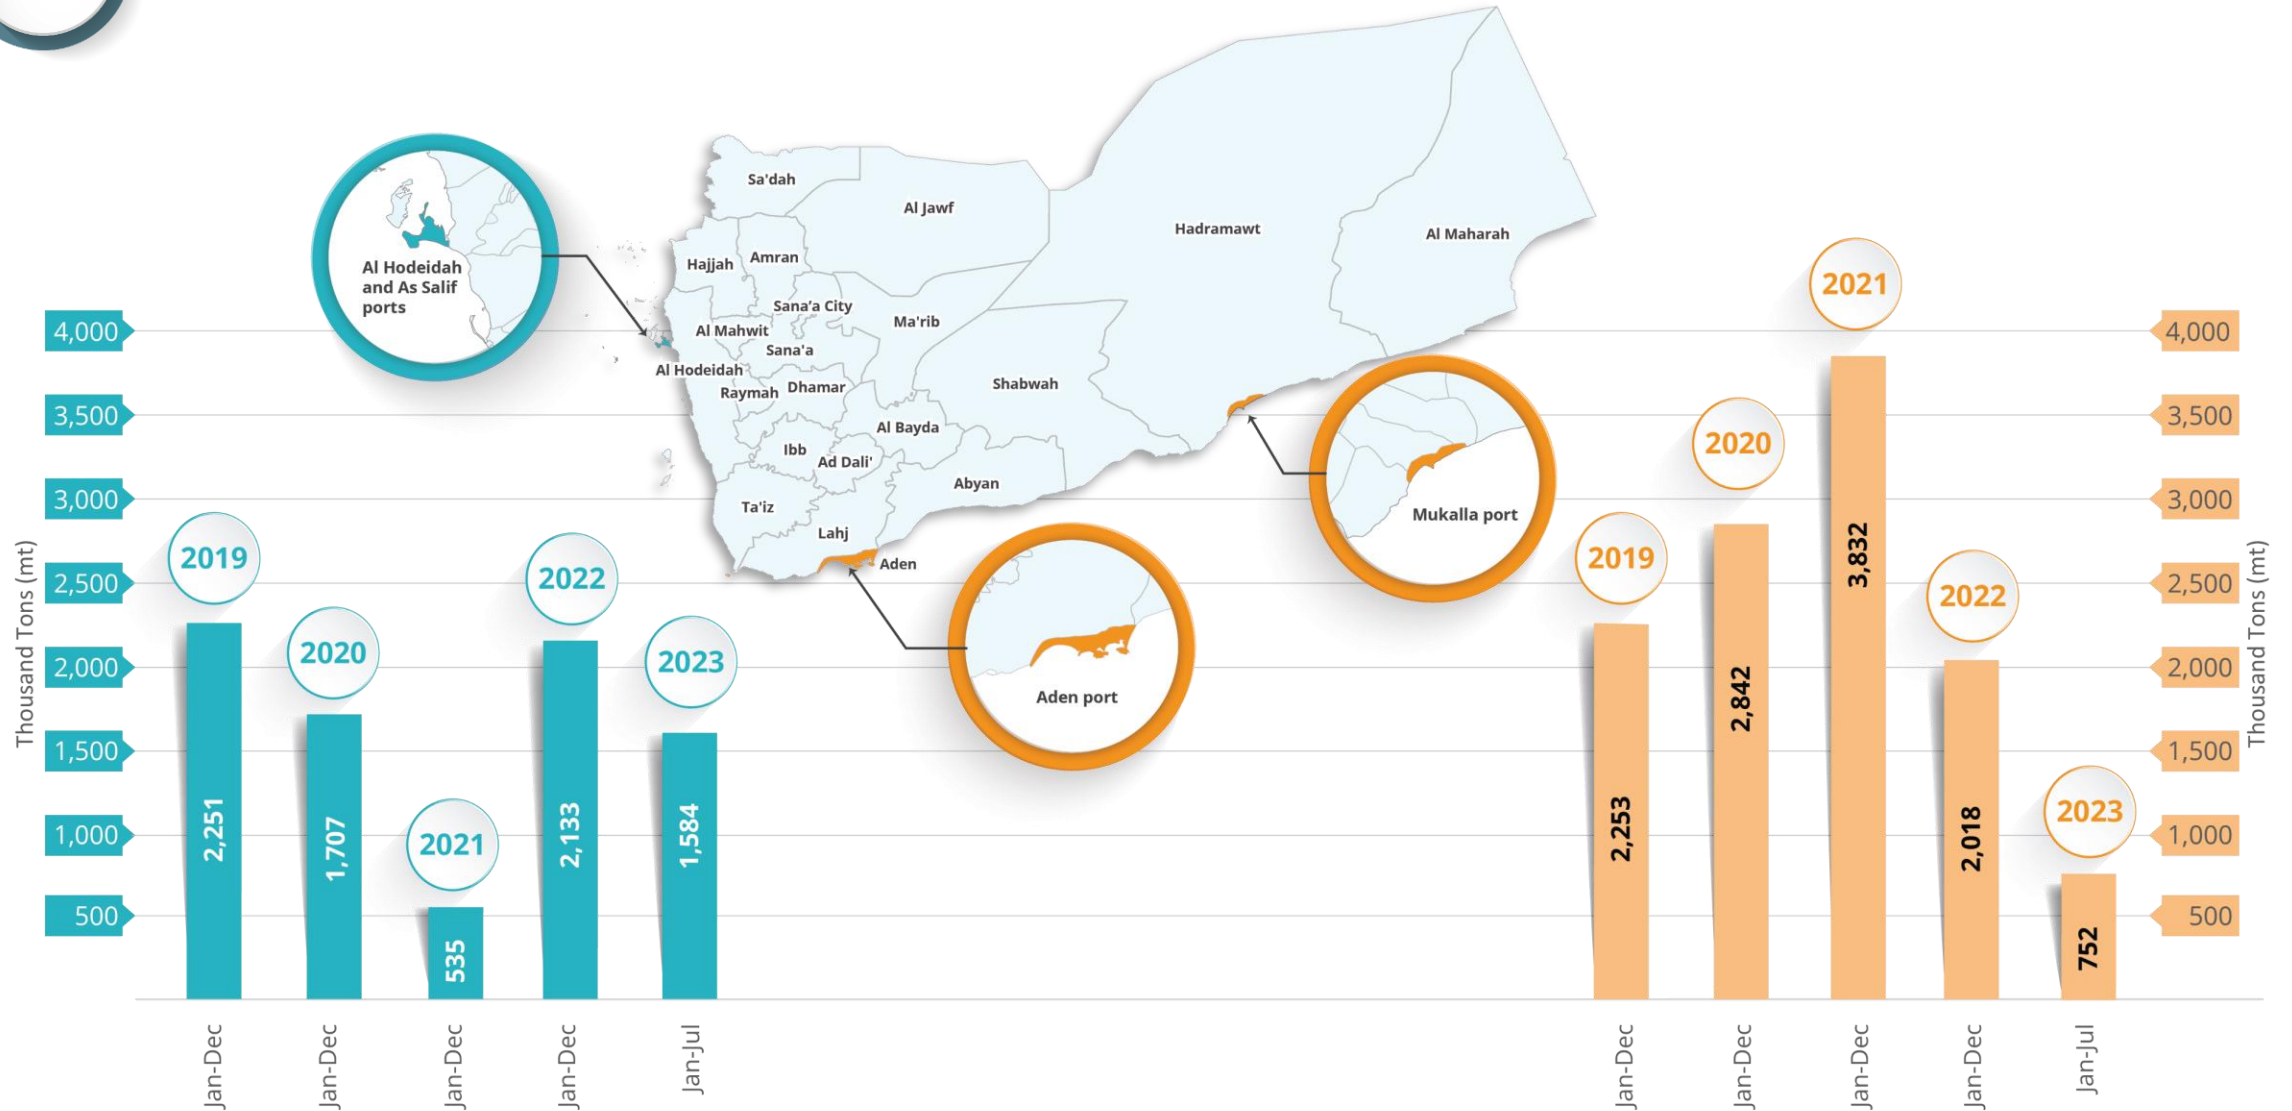 Sa'dah
Al Jawf
Hadramawt
Al Maharah
Hajjah
Amran
Sana'a City
Ma'rib
Al Mahwit
Sana'a
Al Hodeidah
Raymah
Dhamar
Shabwah
Al Bayda
Ibb
Ad Dali'
Abyan
Ta'iz
Lahj
Aden
Al Hodeidah
and As Salif
ports
Mukalla port
Aden port
Thousand Tons (mt)
4,000
3,500
3,000
2,500
2,000
1,500
1,000
500
2019
2020
2021
2022
2023
2,251
1,707
535
2,133
1,584
Jan-Dec
Jan-Dec
Jan-Dec
Jan-Dec
Jan-Jul
2019
2020
2021
2022
2023
2,253
2,842
3,832
2,018
752
Jan-Dec
Jan-Dec
Jan-Dec
Jan-Dec
Jan-Jul
4,000
3,500
3,000
2,500
2,000
1,500
1,000
500
Thousand Tons (mt)